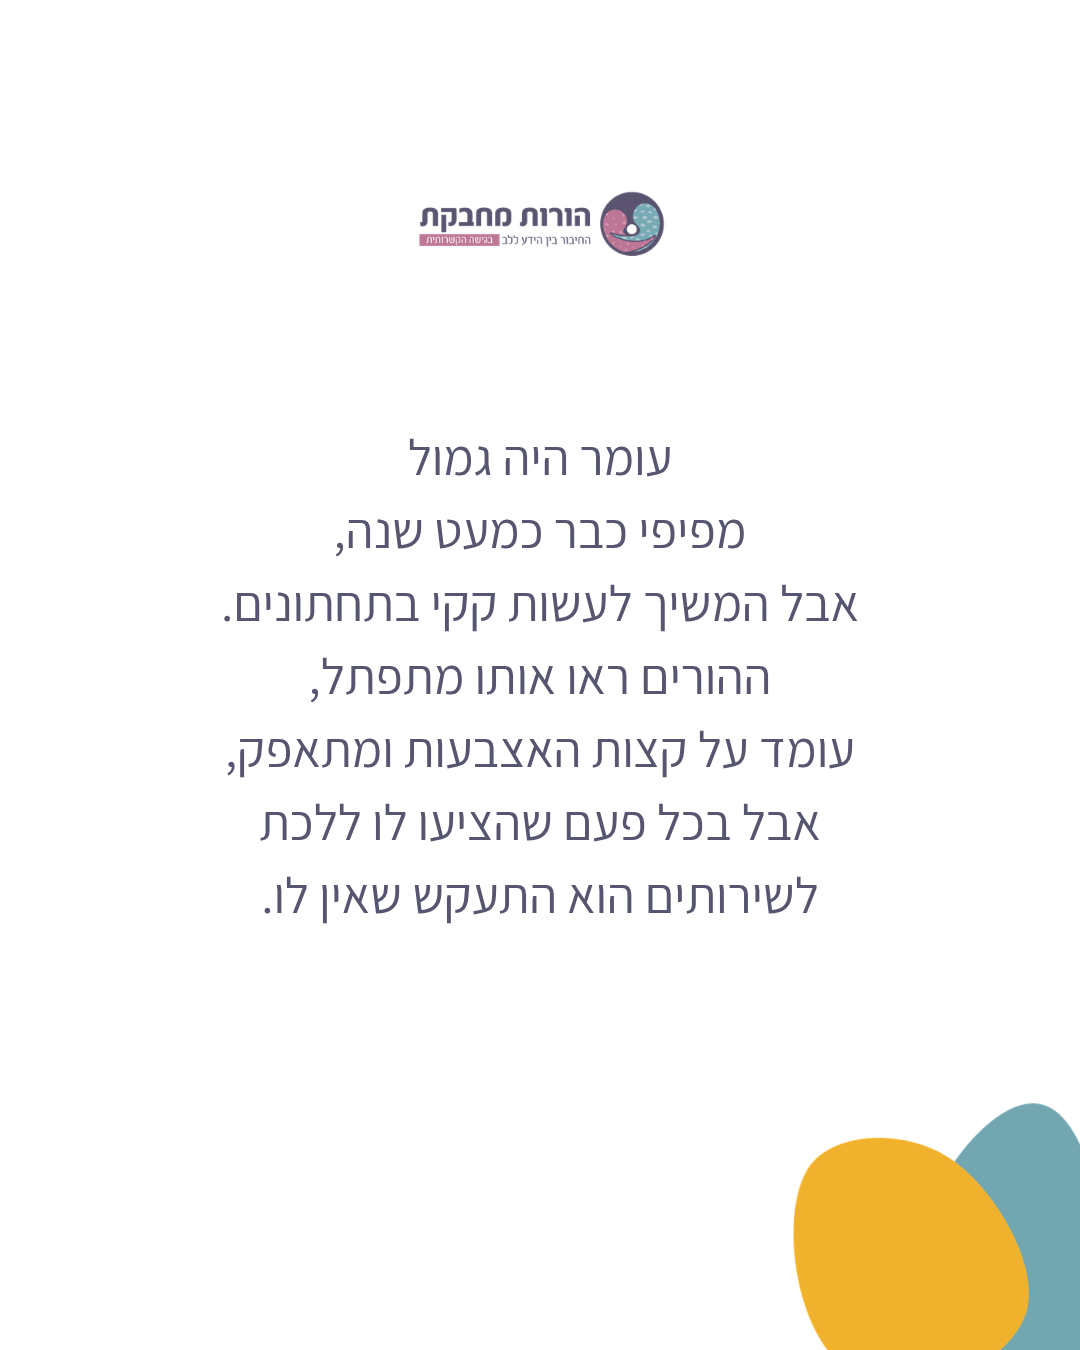 הורות מחבקת
החיבור בין הידע ללב בגישה הקשרותית
עומר היה גמול
מפיפי כבר כמעט שנה,
אבל המשיך לעשות קקי בתחתונים.
ההורים ראו אותו מתפתל,
עומד על קצות האצבעות ומתאפק,
אבל בכל פעם שהציעו לו ללכת
לשירותים הוא התעקש שאין לו.